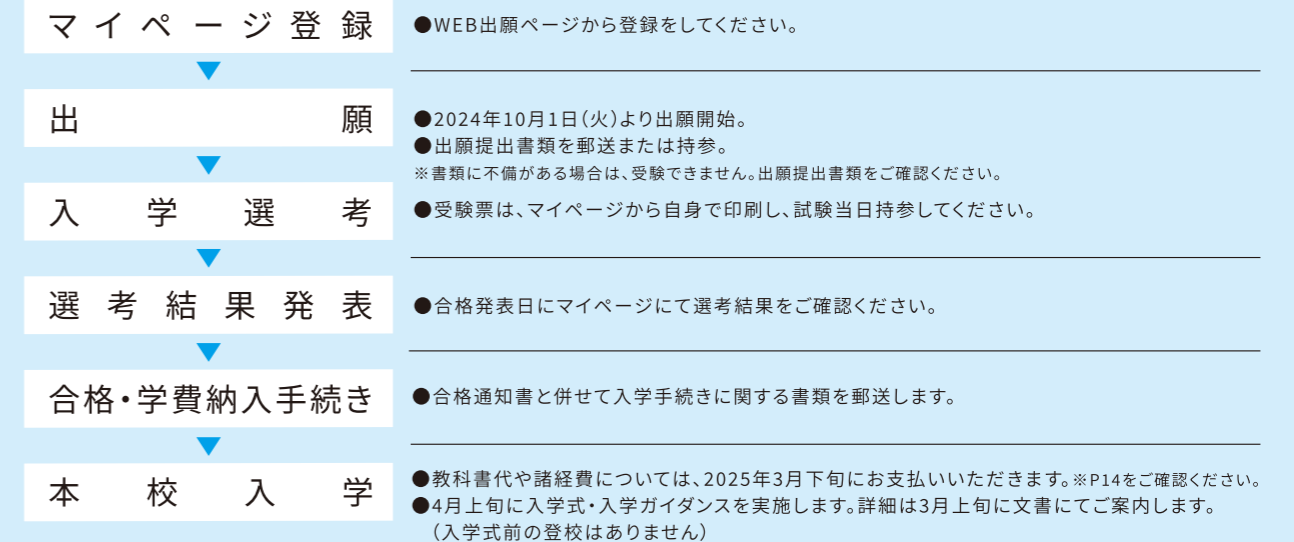 マイページ登録
●WEB出願ページから登録をしてください。
出願
●2024年10月1日(火)より出願開始。
●出願提出書類を郵送または持参。
※書類に不備がある場合は、受験できません。出願提出書類をご確認ください。
入学選考
●受験票は、マイページから自身で印刷し、試験当日持参してください。
選考結果発表
●合格発表日にマイページにて選考結果をご確認ください。
合格・学費納入手続き
●合格通知書と併せて入学手続きに関する書類を郵送します。
本校入学
●教科書代や諸経費については、2025年3月下旬にお支払いいただきます。※P14をご確認ください。
●4月上旬に入学式・入学ガイダンスを実施します。詳細は3月上旬に文書にてご案内します。
(入学式前の登校はありません)